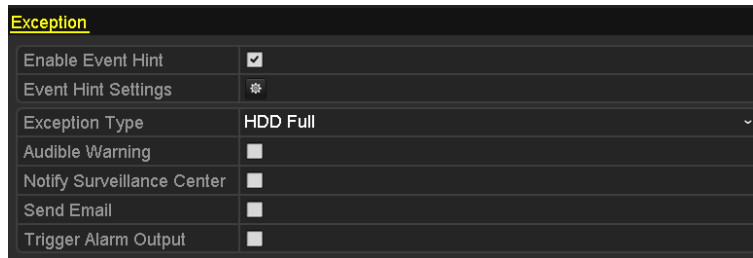 Exception
Enable Event Hint
Event Hint Settings
Exception Type HDD Full
Audible Warning
Notify Surveillance Center
Send Email
Trigger Alarm Output